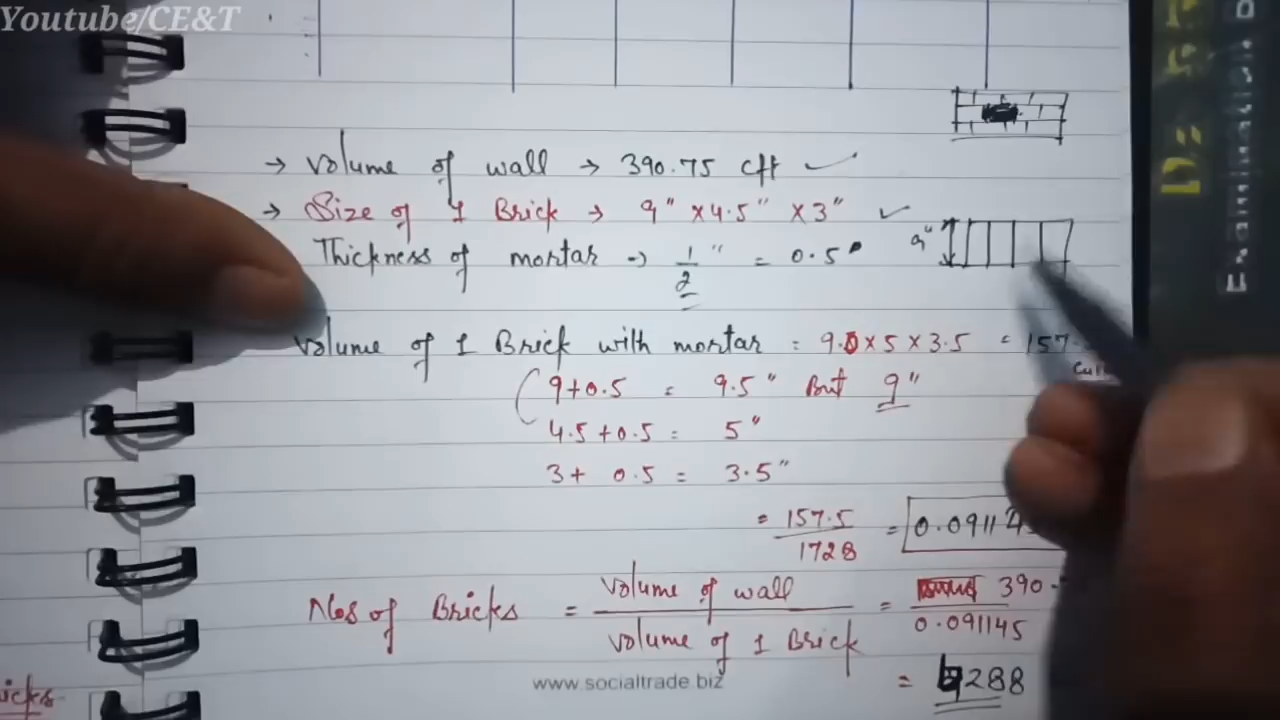 Youtube/CE&T
→ Volume of wall → 390.75 cft
→ Size of 1 Brick → 9" x4.5" x3"
9"
Thickness of mortar → 1/2" = 0.5"
Volume of 1 Brick with mortar = 9.0 x 5 x 3.5 = 157.
9+0.5 = 9.5" But 9"
4.5+0.5 = 5"
3+ 0.5 = 3.5"
= 157.5/1728 = 0.0911
Nos of Bricks = Volume of wall/Volume of 1 Brick = 390./0.091145
= 4288
www.socialtrade.biz